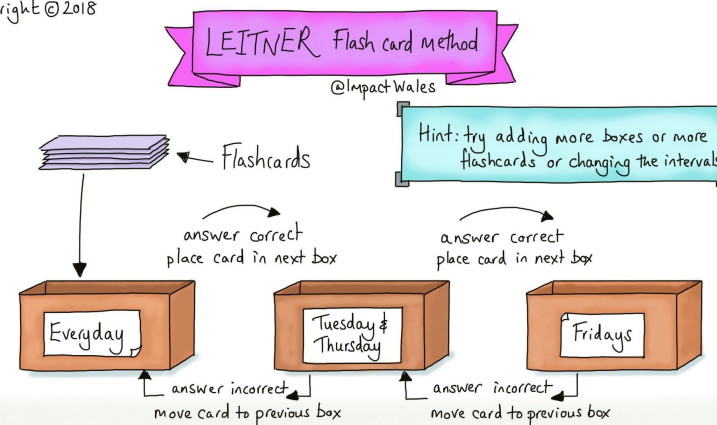 right © 2018
LEITNER Flash card method
@ImpactWales
Hint: try adding more boxes or more
flashcards or changing the intervals
Flashcards
answer correct
place card in next box
answer correct
place card in next box
Everyday
Tuesday &
Thursday
Fridays
answer incorrect
move card to previous box
answer incorrect
move card to previous box